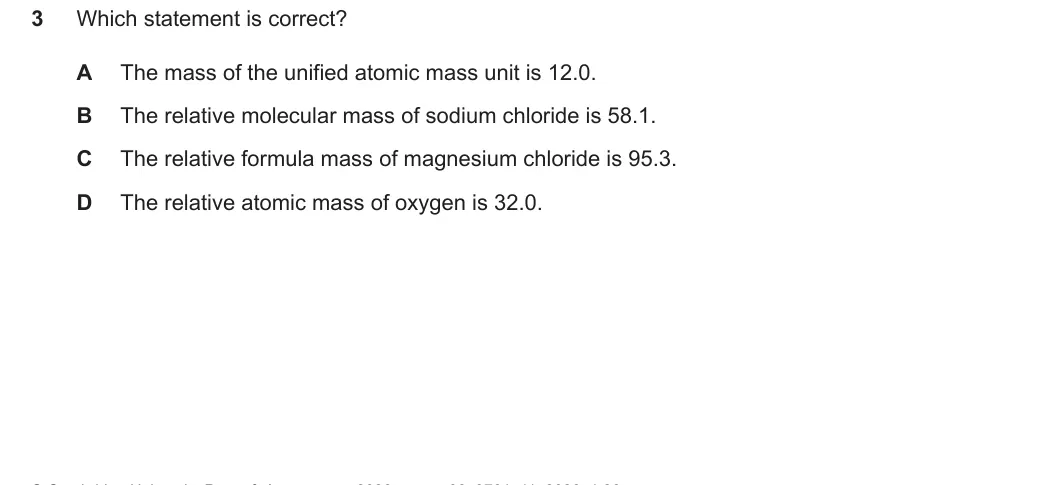 3 Which statement is correct?
A The mass of the unified atomic mass unit is 12.0.
B The relative molecular mass of sodium chloride is 58.1.
C The relative formula mass of magnesium chloride is 95.3.
D The relative atomic mass of oxygen is 32.0.